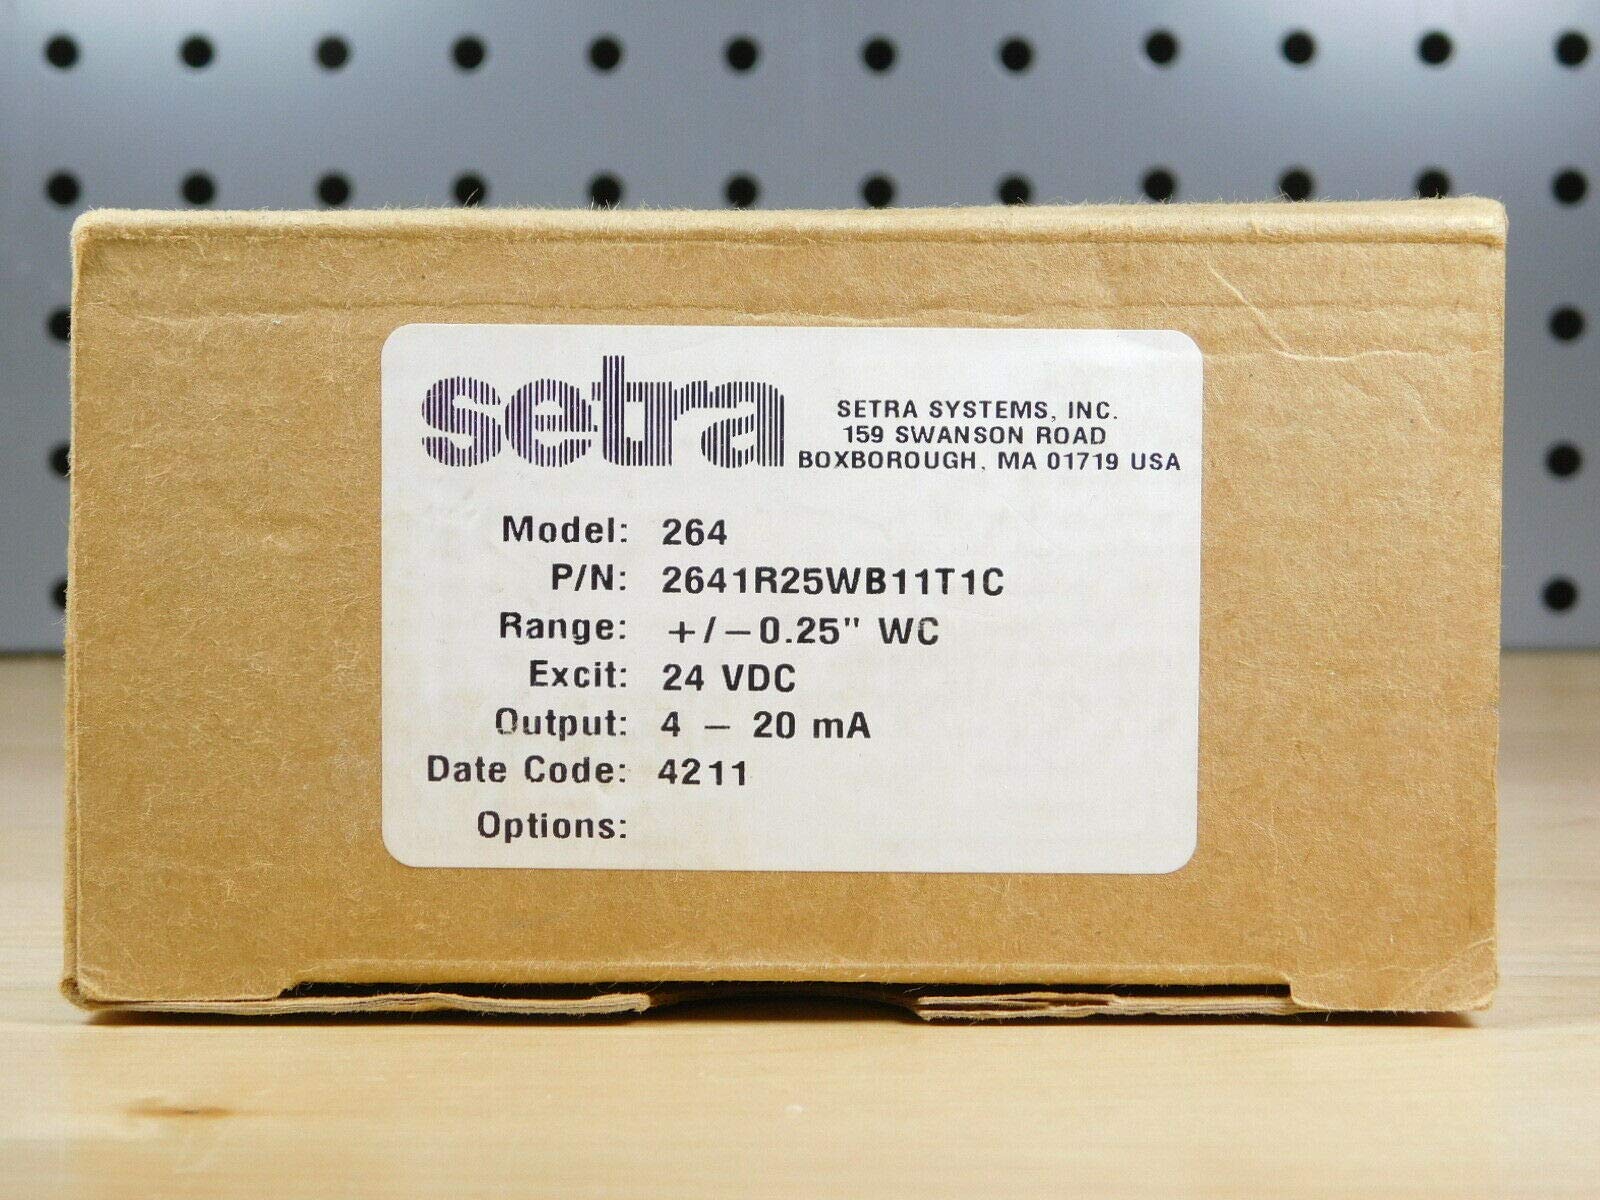 setra
SETRA SYSTEMS, INC.
159 SWANSON ROAD
BOXBOROUGH, MA 01719 USA
Model: 264
P/N: 2641R25WB11T1C
Range: +/−0.25" WC
Excit: 24 VDC
Output: 4 − 20 mA
Date Code: 4211
Options: